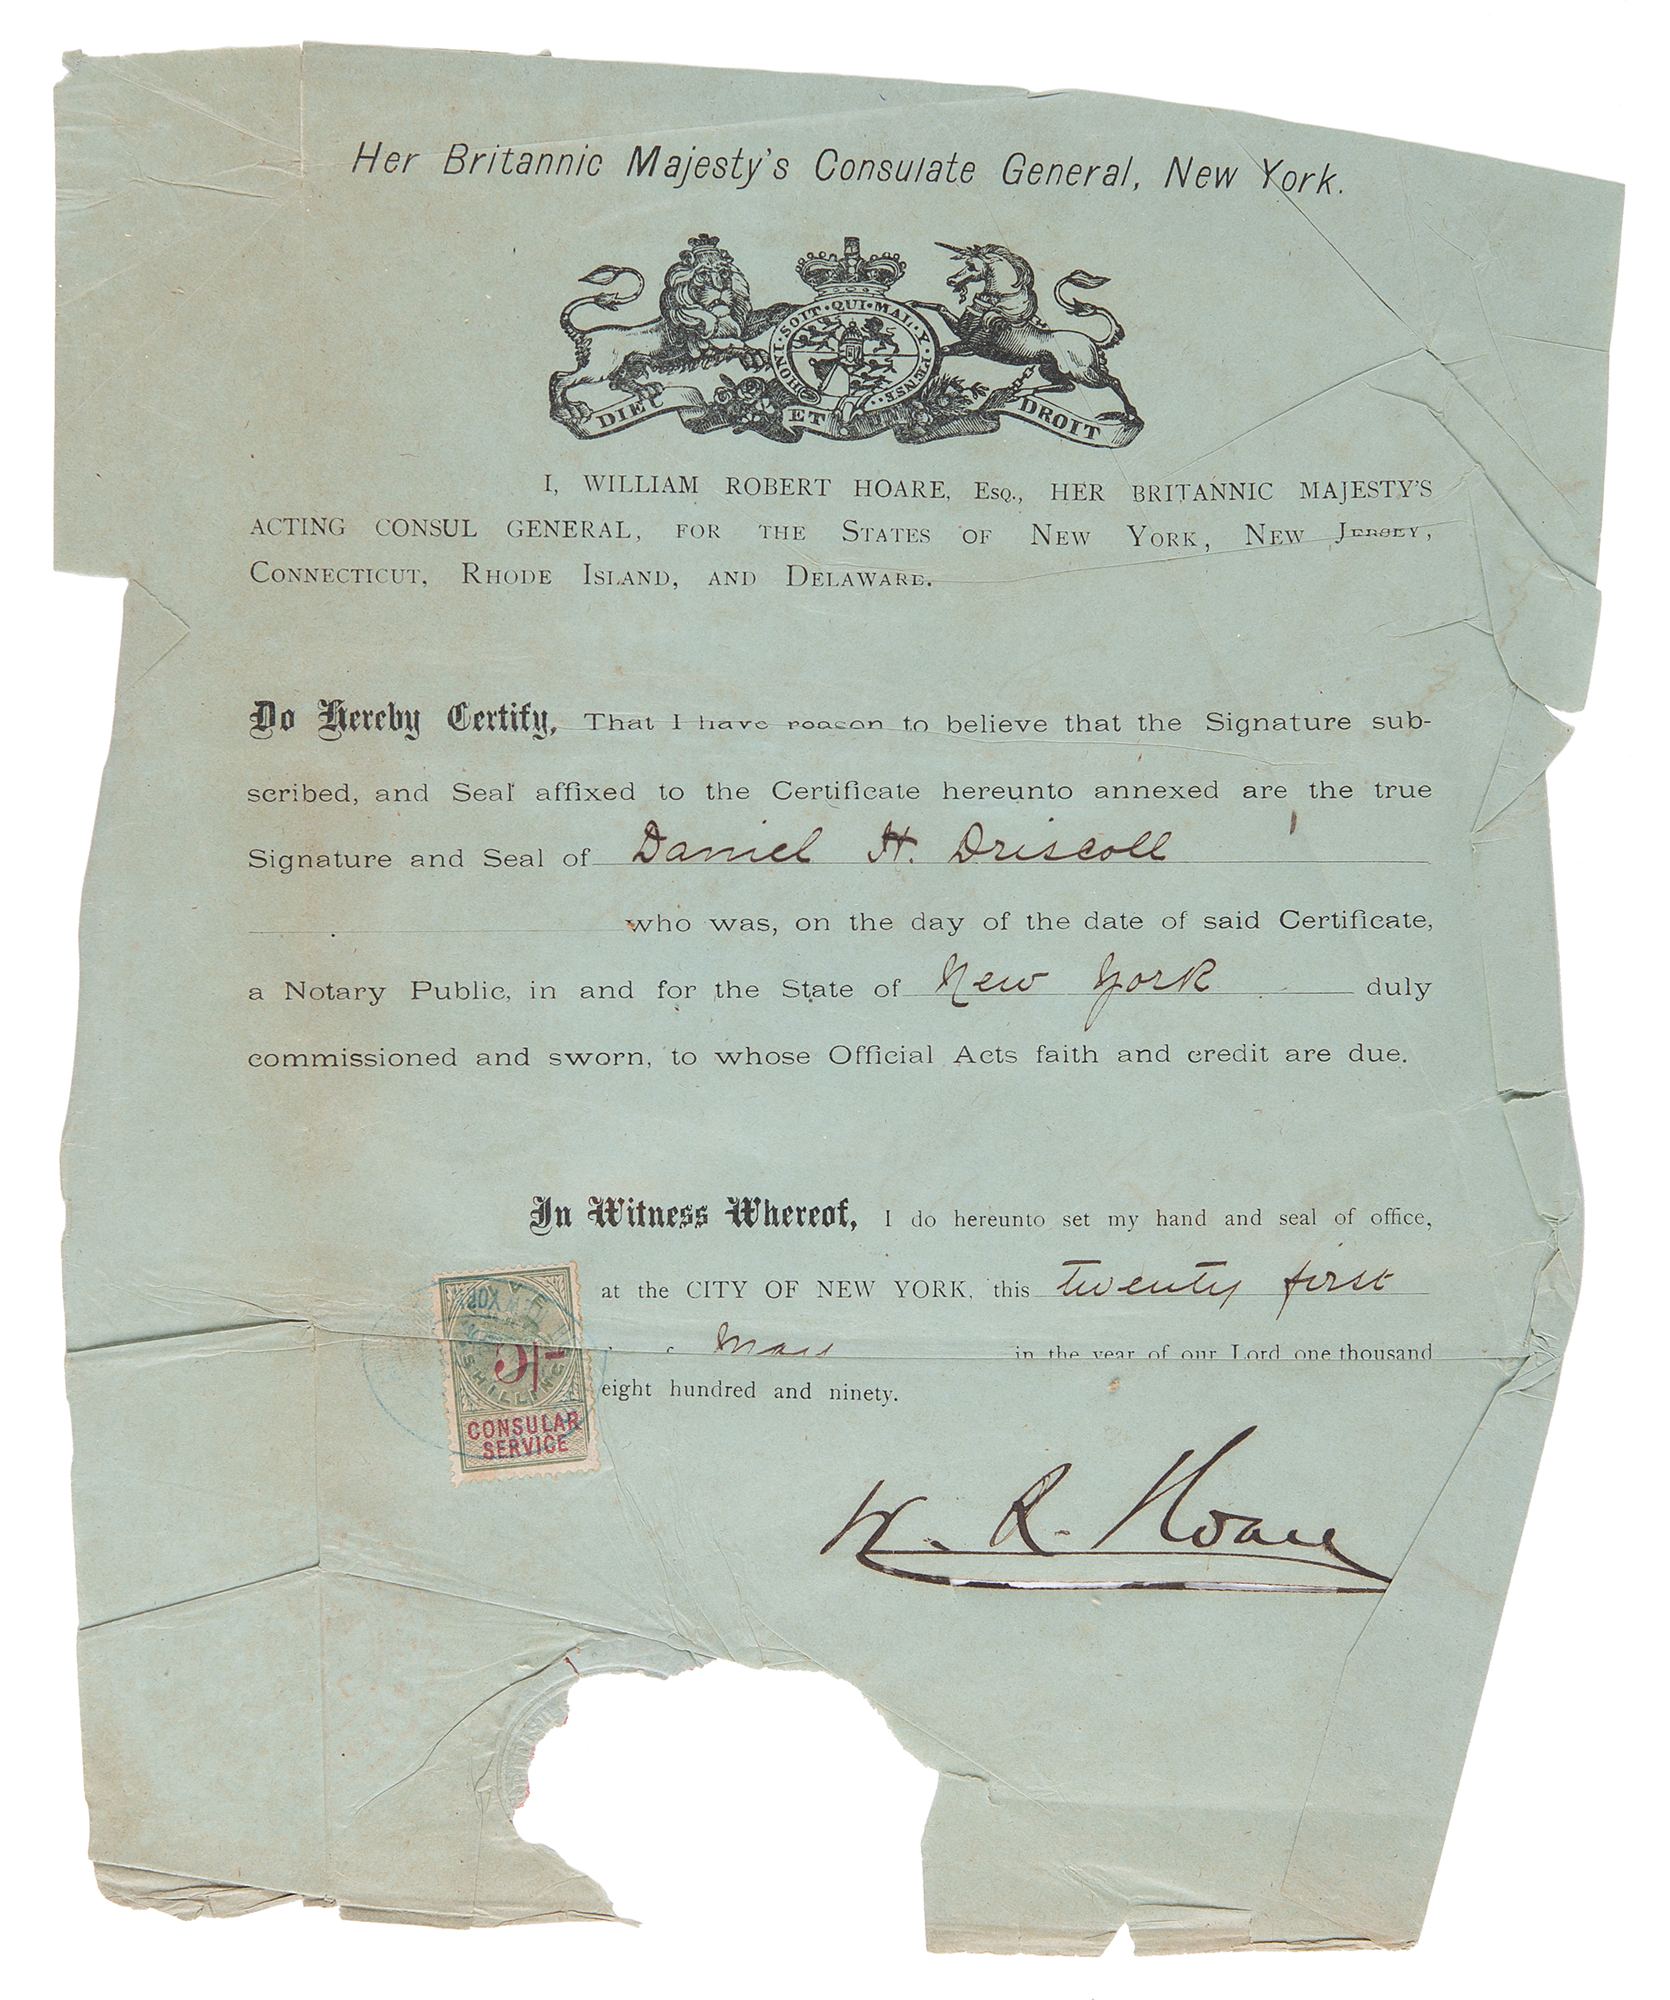 Her Britannic Majesty's Consulate General, New York.
HONI · SOIT · QUI · MAL · Y · PENSE
DIEU ET DROIT
I, WILLIAM ROBERT HOARE, Esq., HER BRITANNIC MAJESTY'S
ACTING CONSUL GENERAL, FOR THE STATES OF NEW YORK, NEW JERSEY,
CONNECTICUT, RHODE ISLAND, AND DELAWARE.
Do Hereby Certify, That I have reason to believe that the Signature sub-
scribed, and Seal affixed to the Certificate hereunto annexed are the true
Signature and Seal of Daniel H. Driscoll
who was, on the day of the date of said Certificate,
a Notary Public, in and for the State of New York duly
commissioned and sworn, to whose Official Acts faith and credit are due.
In Witness Whereof, I do hereunto set my hand and seal of office,
at the CITY OF NEW YORK, this twenty first
May in the year of our Lord one thousand
eight hundred and ninety.
5/-
SHILLINGS
CONSULAR
SERVICE
W. R. Hoare